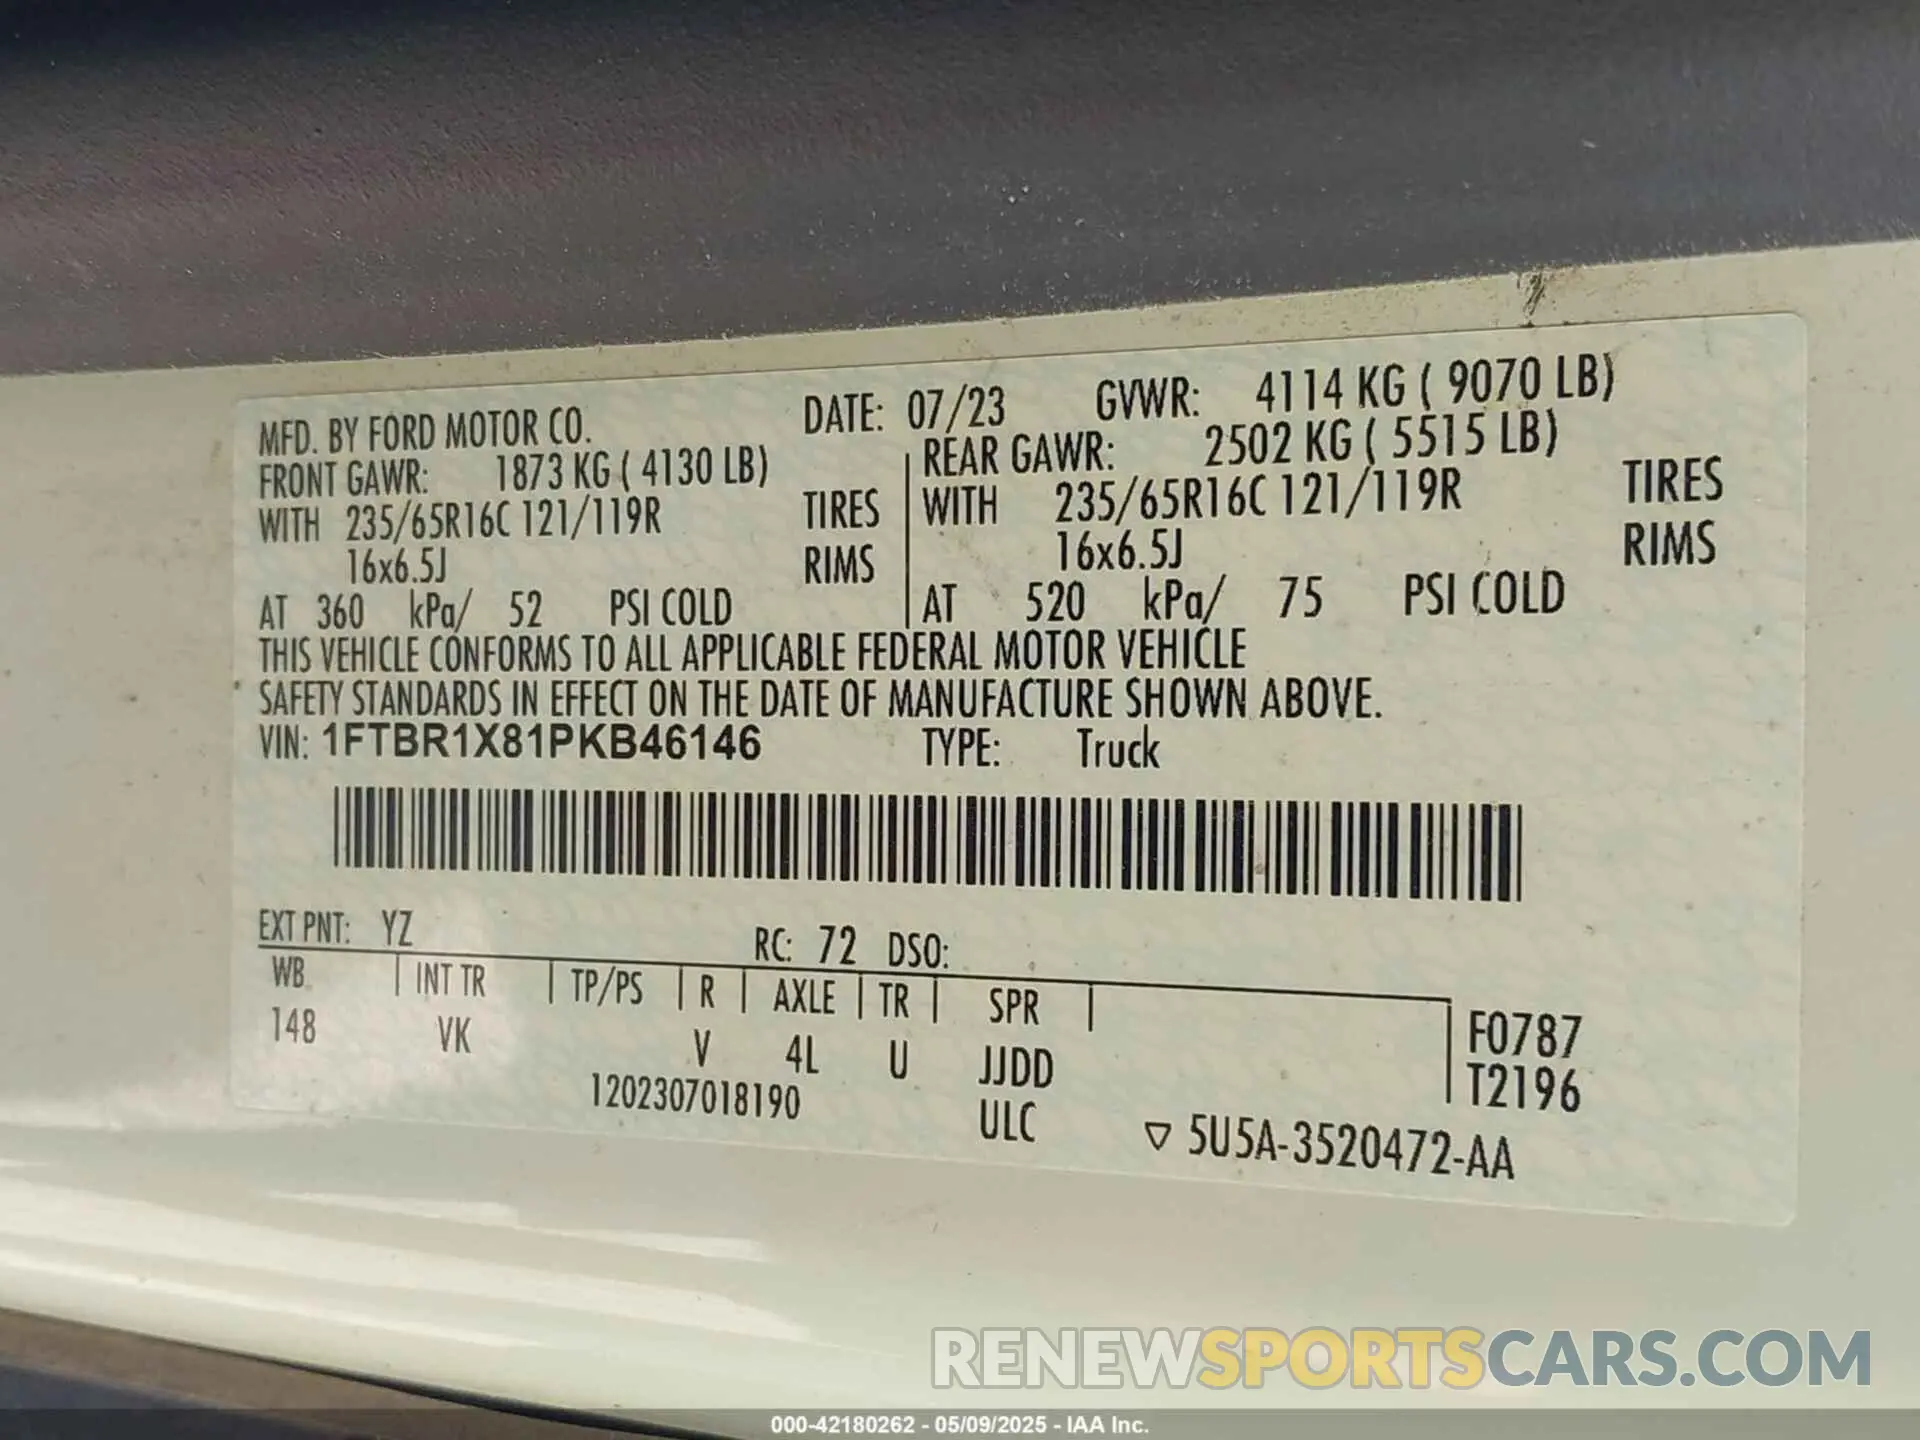 MFD. BY FORD MOTOR CO. DATE: 07/23 GVWR: 4114 KG ( 9070 LB)
FRONT GAWR: 1873 KG ( 4130 LB) REAR GAWR: 2502 KG ( 5515 LB)
WITH 235/65R16C 121/119R TIRES WITH 235/65R16C 121/119R TIRES
16x6.5J RIMS 16x6.5J RIMS
AT 360 kPa/ 52 PSI COLD AT 520 kPa/ 75 PSI COLD
THIS VEHICLE CONFORMS TO ALL APPLICABLE FEDERAL MOTOR VEHICLE
SAFETY STANDARDS IN EFFECT ON THE DATE OF MANUFACTURE SHOWN ABOVE.
VIN: 1FTBR1X81PKB46146 TYPE: Truck
EXT PNT: YZ RC: 72 DSO:
WB INT TR TP/PS R AXLE TR SPR
148 VK V 4L U JJDD
F0787
T2196
1202307018190 ULC
▽ 5U5A-3520472-AA
RENEWSPORTSCARS.COM
000-42180262 - 05/09/2025 - IAA Inc.